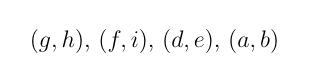 (g, h), (f, i), (d, e), (a, b)